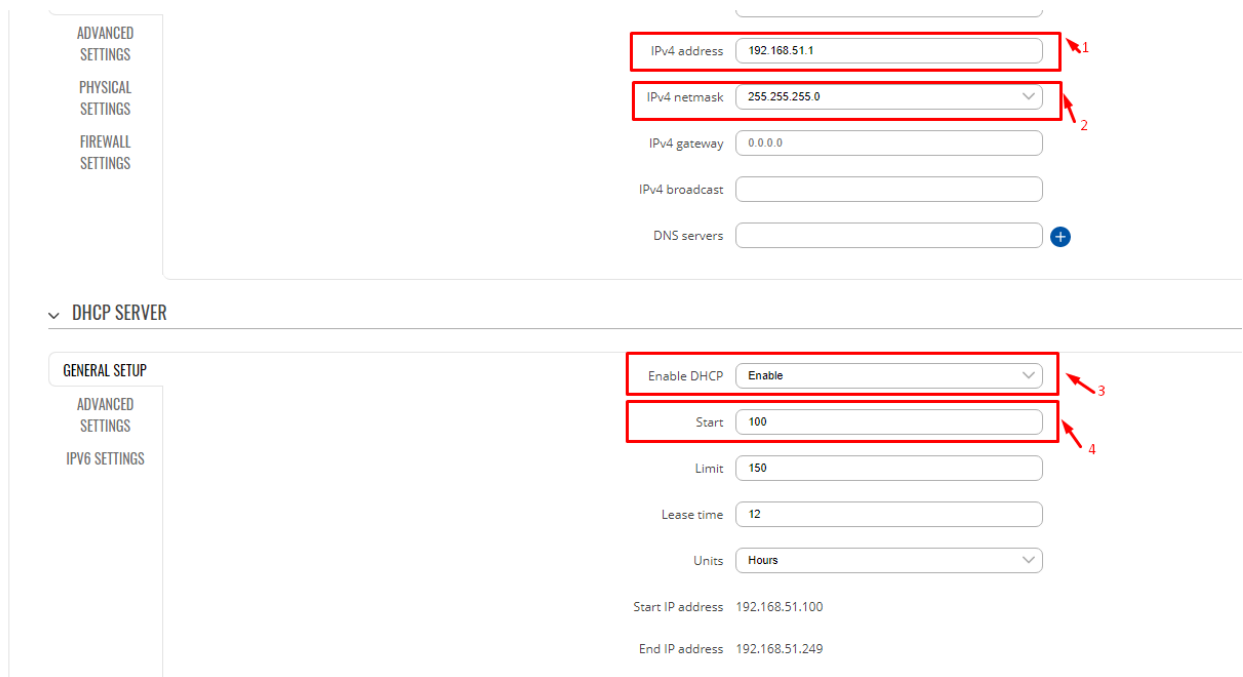 ADVANCED
SETTINGS
PHYSICAL
SETTINGS
FIREWALL
SETTINGS
IPv4 address 192.168.51.1 1
IPv4 netmask 255.255.255.0 2
IPv4 gateway 0.0.0.0
IPv4 broadcast
DNS servers
DHCP SERVER
GENERAL SETUP
ADVANCED
SETTINGS
IPV6 SETTINGS
Enable DHCP Enable 3
Start 100 4
Limit 150
Lease time 12
Units Hours
Start IP address 192.168.51.100
End IP address 192.168.51.249